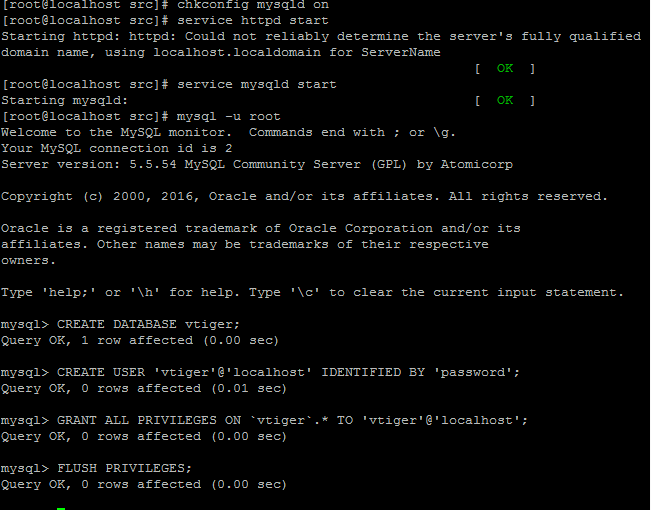 [root@localhost src]# chkconfig mysqld on
[root@localhost src]# service httpd start
Starting httpd: httpd: Could not reliably determine the server's fully qualified
domain name, using localhost.localdomain for ServerName
[  OK  ]
[root@localhost src]# service mysqld start
Starting mysqld:                                           [  OK  ]
[root@localhost src]# mysql -u root
Welcome to the MySQL monitor.  Commands end with ; or \g.
Your MySQL connection id is 2
Server version: 5.5.54 MySQL Community Server (GPL) by Atomicorp
Copyright (c) 2000, 2016, Oracle and/or its affiliates. All rights reserved.
Oracle is a registered trademark of Oracle Corporation and/or its
affiliates. Other names may be trademarks of their respective
owners.
Type 'help;' or '\h' for help. Type '\c' to clear the current input statement.
mysql> CREATE DATABASE vtiger;
Query OK, 1 row affected (0.00 sec)
mysql> CREATE USER 'vtiger'@'localhost' IDENTIFIED BY 'password';
Query OK, 0 rows affected (0.01 sec)
mysql> GRANT ALL PRIVILEGES ON `vtiger`.* TO 'vtiger'@'localhost';
Query OK, 0 rows affected (0.00 sec)
mysql> FLUSH PRIVILEGES;
Query OK, 0 rows affected (0.00 sec)